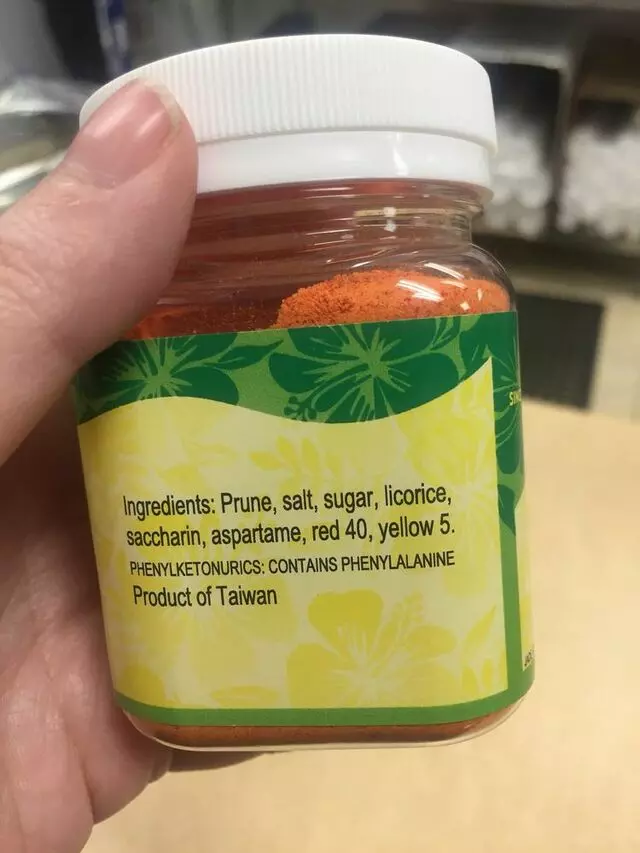 Ingredients: Prune, salt, sugar, licorice,
saccharin, aspartame, red 40, yellow 5.
PHENYLKETONURICS: CONTAINS PHENYLALANINE
Product of Taiwan